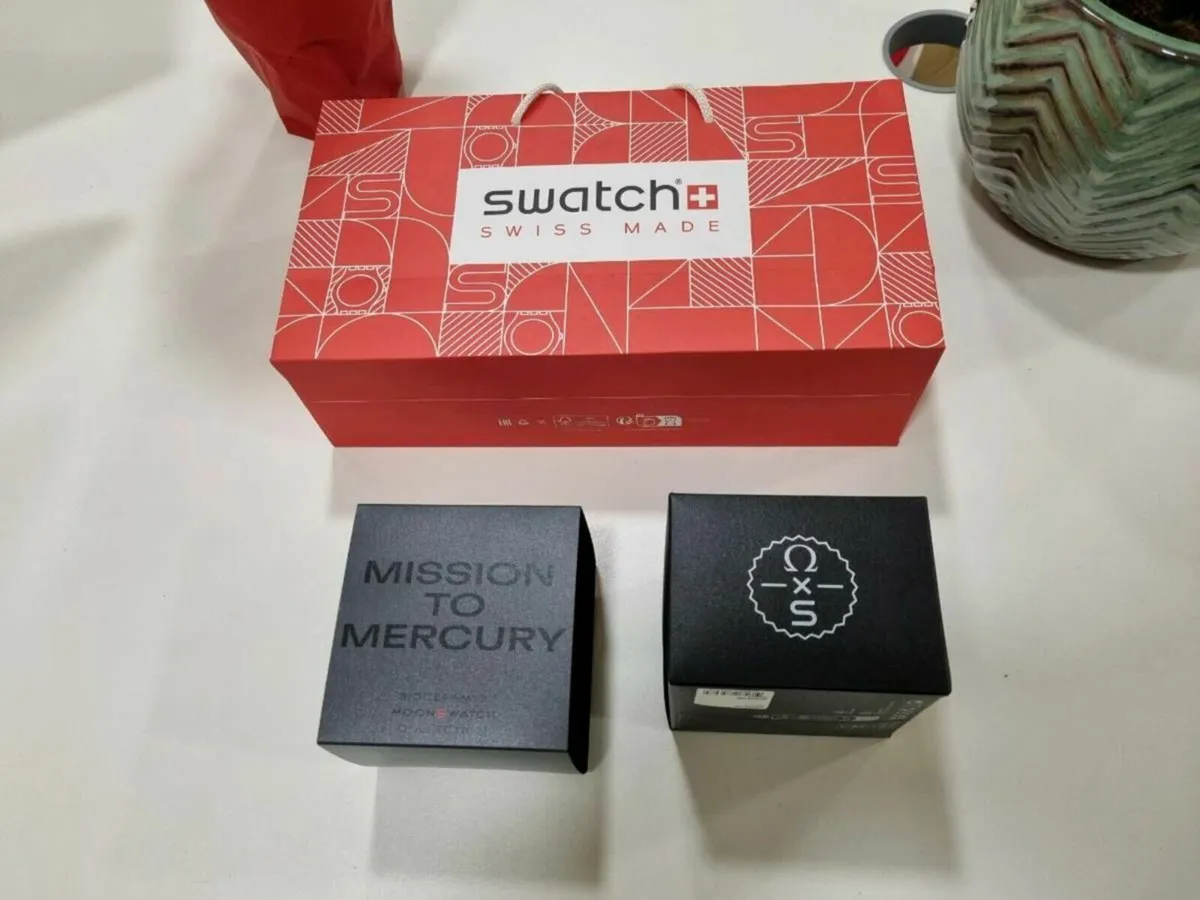 swatch®
SWISS MADE
MISSION
TO
MERCURY
BIOCERAMIC
MOONSWATCH
COLLECTION
Ω
x
S